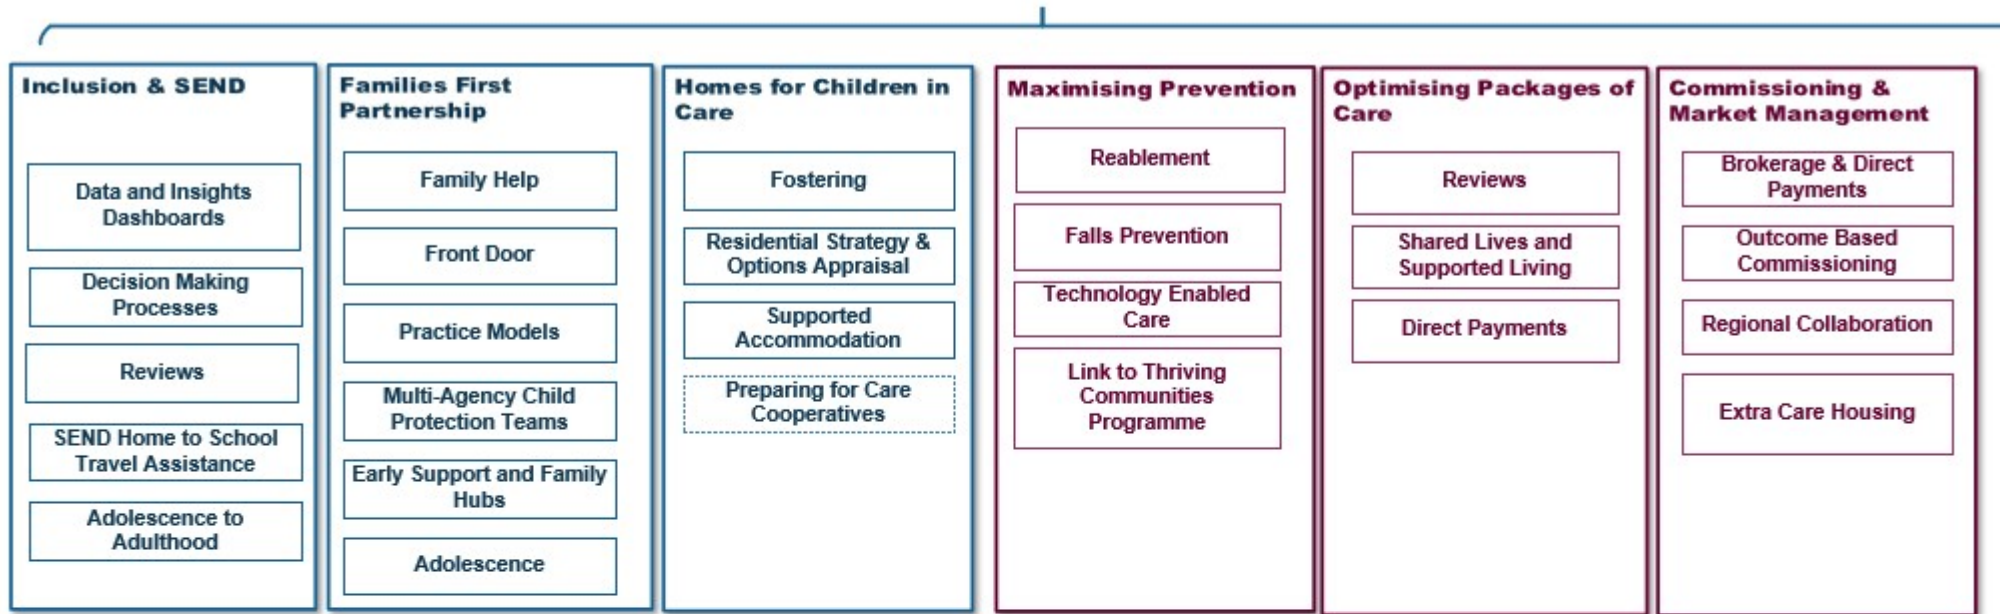 Inclusion & SEND
Data and Insights
Dashboards
Decision Making
Processes
Reviews
SEND Home to School
Travel Assistance
Adolescence to
Adulthood
Families First
Partnership
Family Help
Front Door
Practice Models
Multi-Agency Child
Protection Teams
Early Support and Family
Hubs
Adolescence
Homes for Children in
Care
Fostering
Residential Strategy &
Options Appraisal
Supported
Accommodation
Preparing for Care
Cooperatives
Maximising Prevention
Reablement
Falls Prevention
Technology Enabled
Care
Link to Thriving
Communities
Programme
Optimising Packages of
Care
Reviews
Shared Lives and
Supported Living
Direct Payments
Commissioning &
Market Management
Brokerage & Direct
Payments
Outcome Based
Commissioning
Regional Collaboration
Extra Care Housing